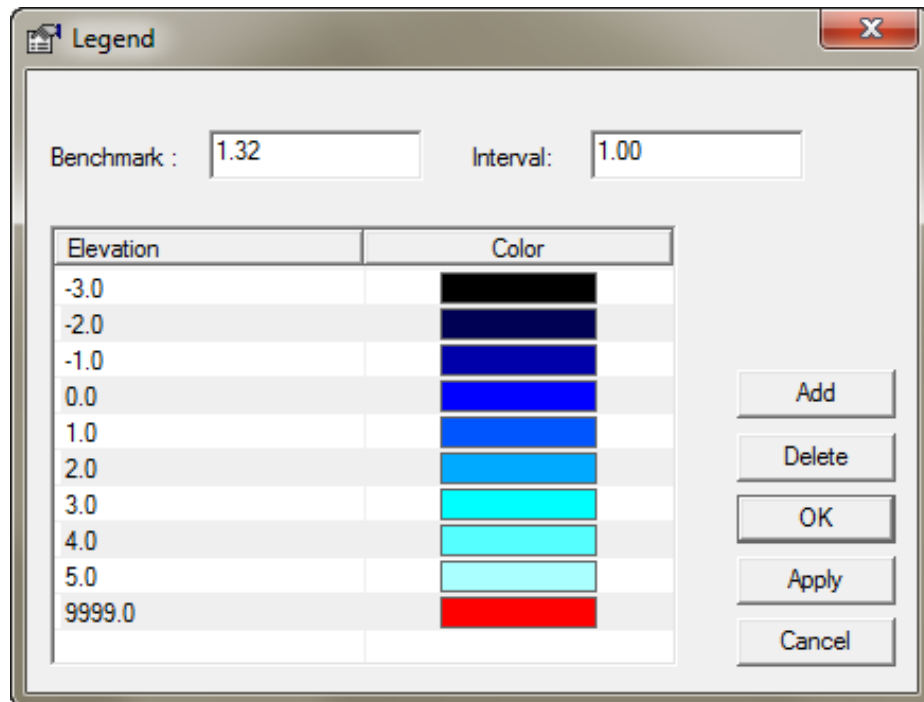 Legend
Benchmark : 1.32 Interval: 1.00
Elevation Color
-3.0
-2.0
-1.0
0.0
1.0
2.0
3.0
4.0
5.0
9999.0
Add
Delete
OK
Apply
Cancel